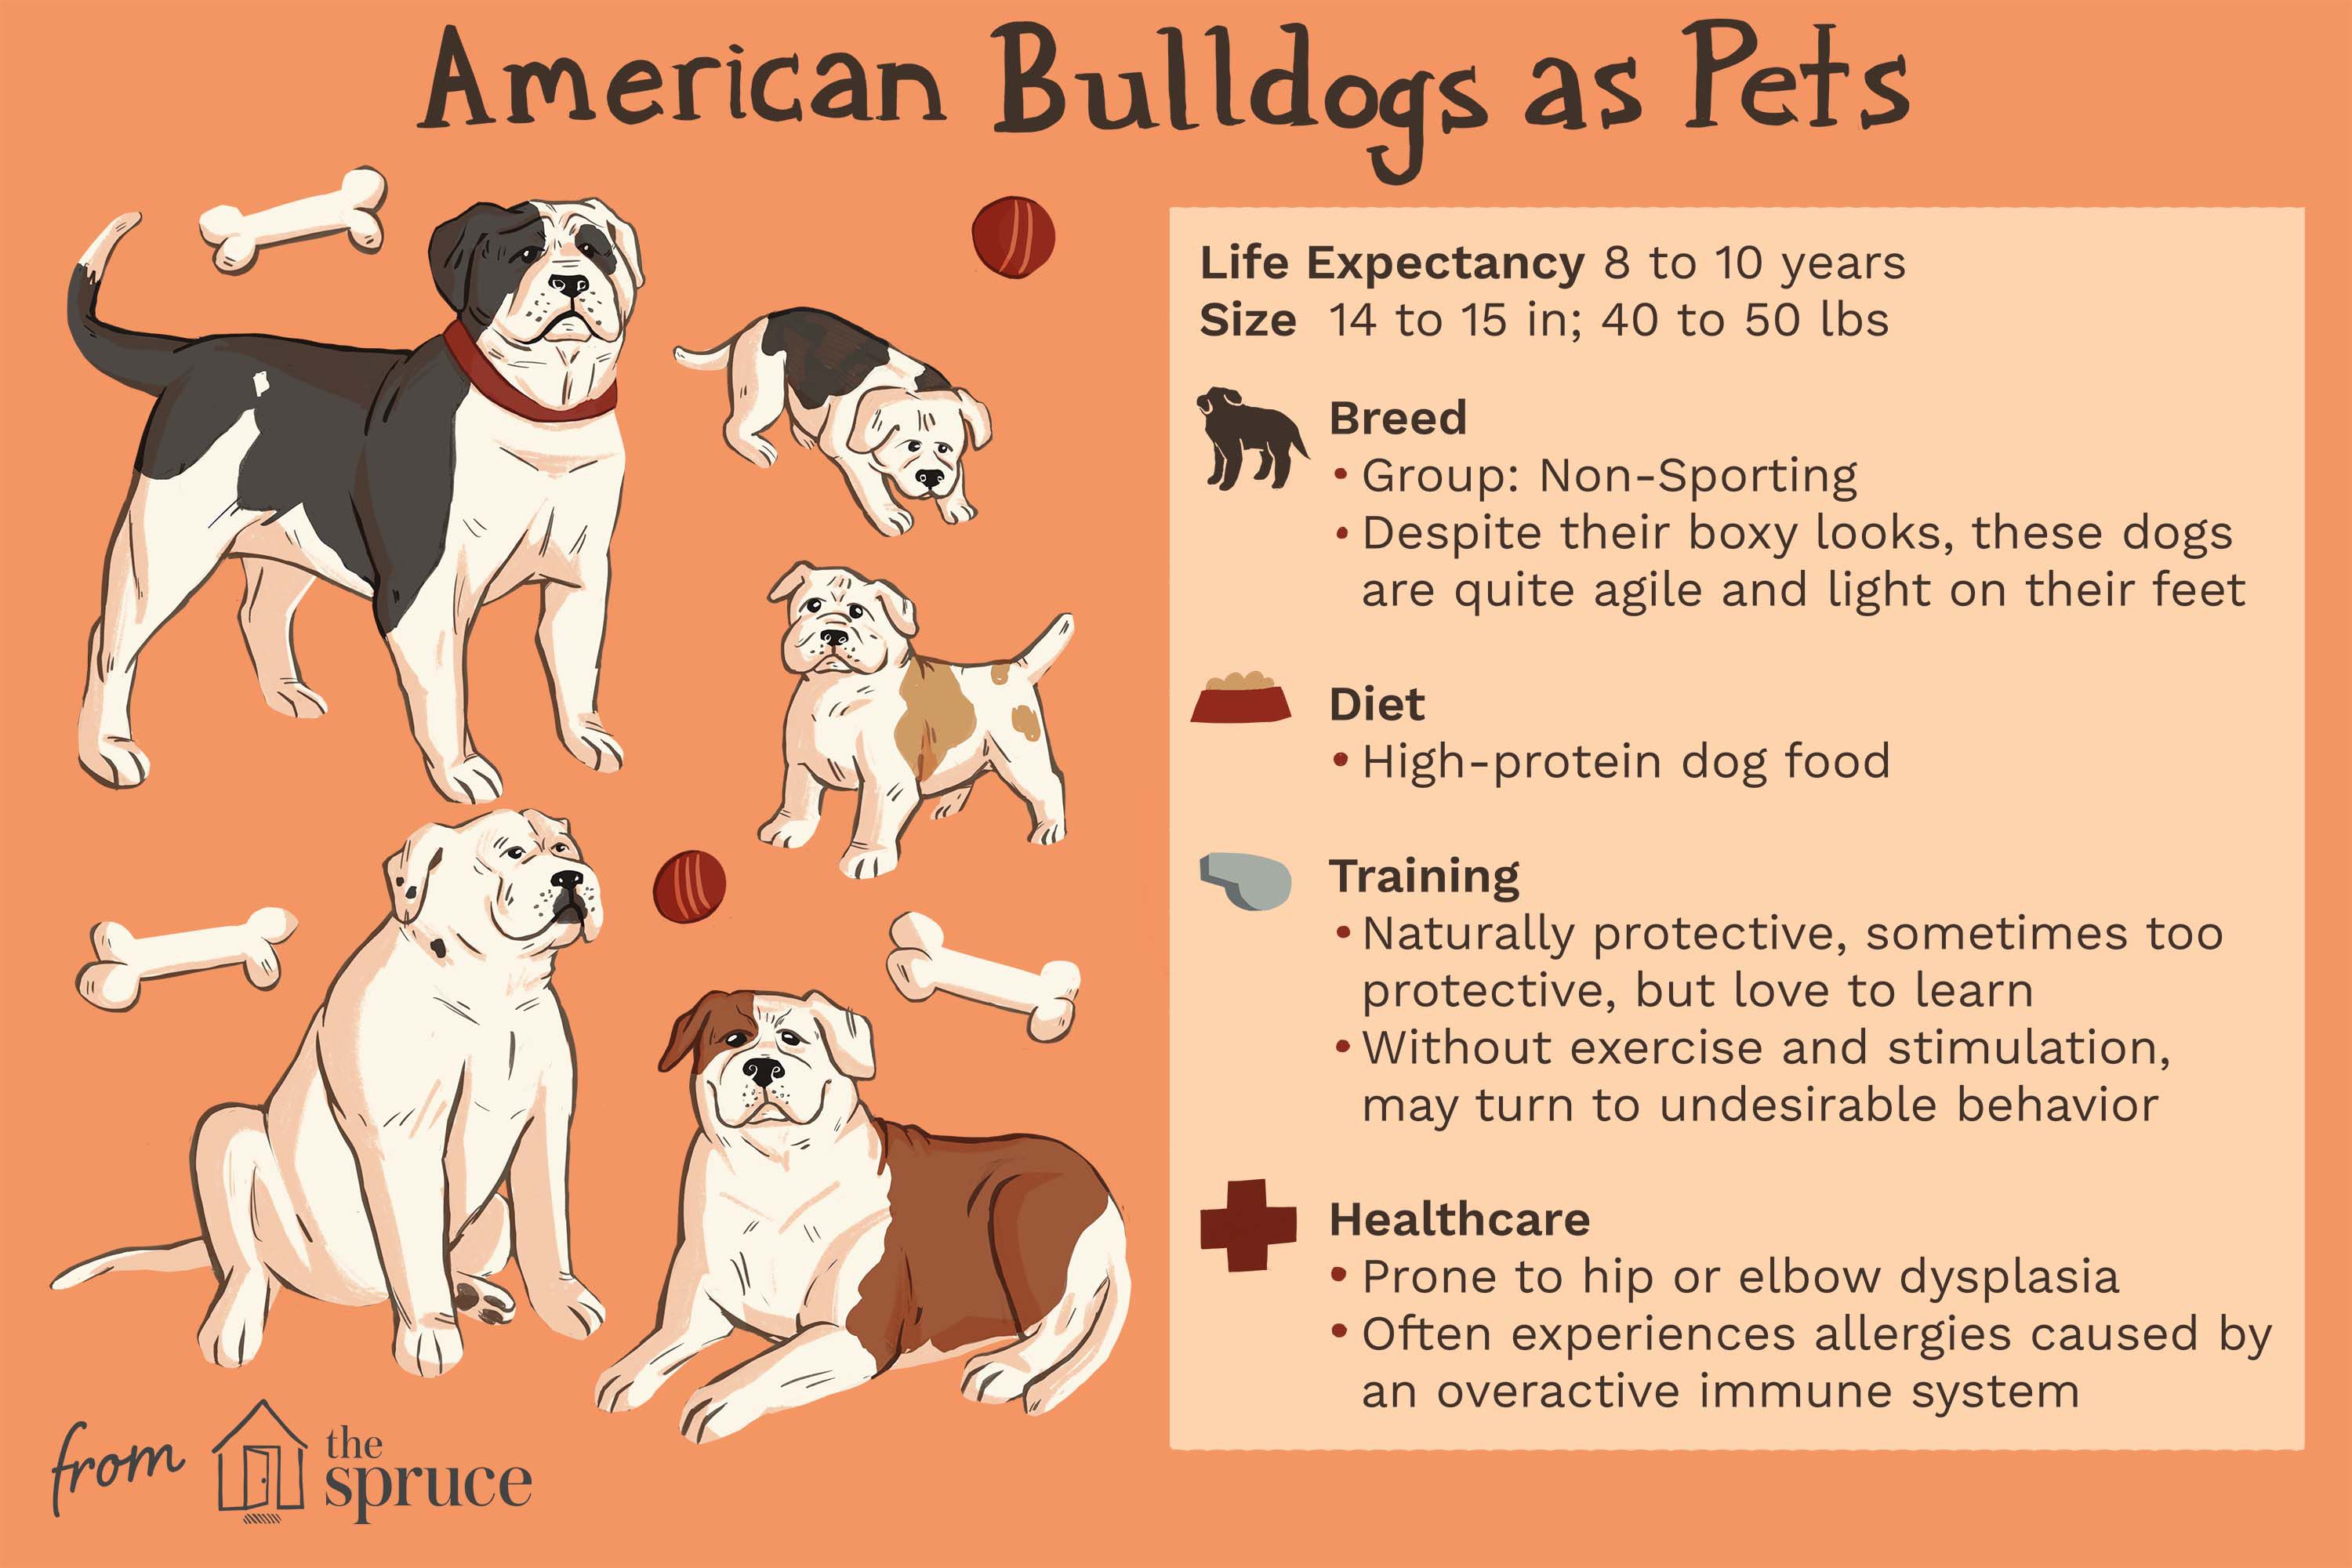 American Bulldogs as Pets
Life Expectancy 8 to 10 years
Size 14 to 15 in; 40 to 50 lbs
Breed
• Group: Non-Sporting
• Despite their boxy looks, these dogs
are quite agile and light on their feet
Diet
• High-protein dog food
Training
• Naturally protective, sometimes too
protective, but love to learn
• Without exercise and stimulation,
may turn to undesirable behavior
Healthcare
• Prone to hip or elbow dysplasia
• Often experiences allergies caused by
an overactive immune system
from the
spruce